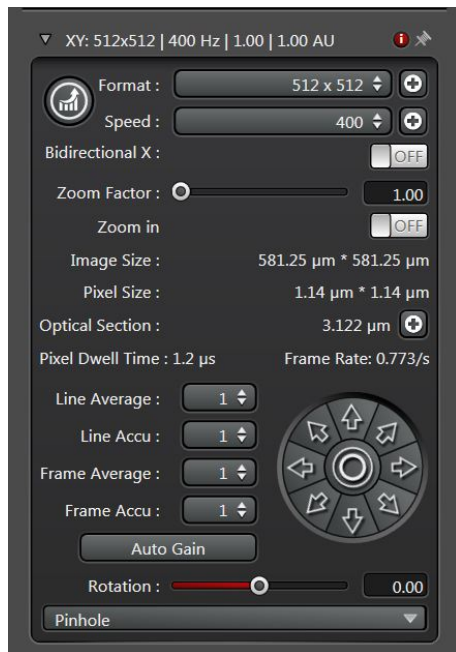 XY: 512x512 | 400 Hz | 1.00 | 1.00 AU
Format : 512 x 512
Speed : 400
Bidirectional X : OFF
Zoom Factor : 1.00
Zoom in OFF
Image Size : 581.25 µm * 581.25 µm
Pixel Size : 1.14 µm * 1.14 µm
Optical Section : 3.122 µm
Pixel Dwell Time : 1.2 µs Frame Rate: 0.773/s
Line Average : 1
Line Accu : 1
Frame Average : 1
Frame Accu : 1
Auto Gain
Rotation : 0.00
Pinhole